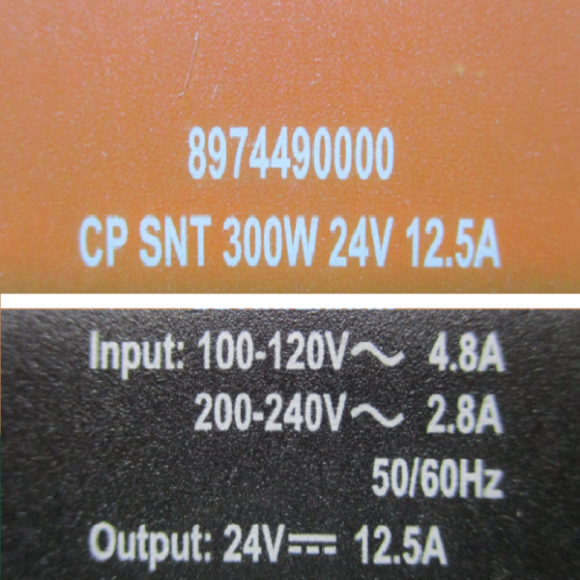 8974490000
CP SNT 300W 24V 12.5A
Input: 100-120V～ 4.8A
200-240V～ 2.8A
50/60Hz
Output: 24V⎓ 12.5A